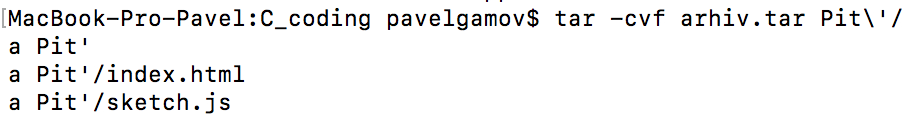 [MacBook-Pro-Pavel:C_coding pavelgamov$ tar -cvf arhiv.tar Pit\'/
a Pit'
a Pit'/index.html
a Pit'/sketch.js